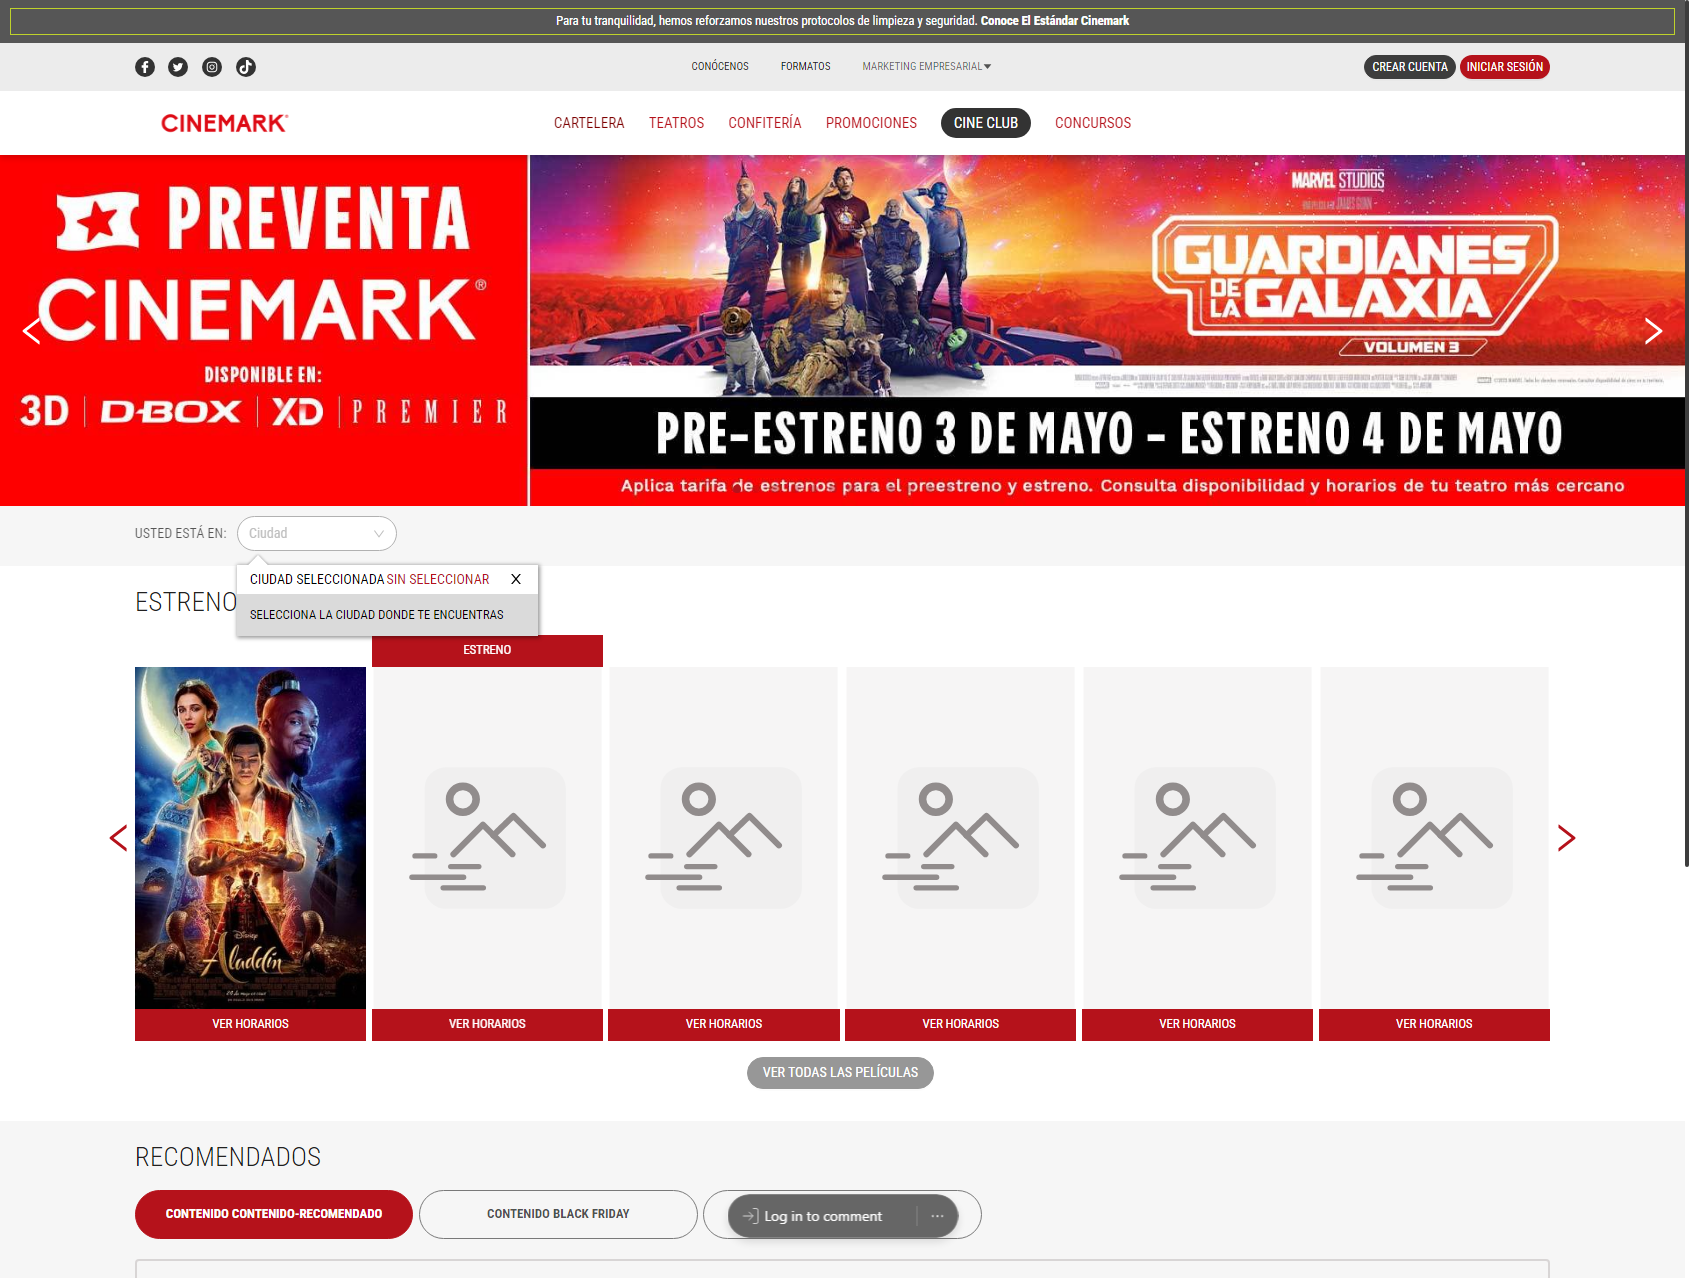 Para tu tranquilidad, hemos reforzamos nuestros protocolos de limpieza y seguridad. Conoce El Estándar Cinemark
CONÓCENOS FORMATOS MARKETING EMPRESARIAL CREAR CUENTA INICIAR SESIÓN
CINEMARK CARTELERA TEATROS CONFITERÍA PROMOCIONES CINE CLUB CONCURSOS
PREVENTA
CINEMARK®
DISPONIBLE EN:
3D D-BOX XD PREMIER
MARVEL STUDIOS
GUARDIANES
DE LA GALAXIA
VOLUMEN 3
PRE-ESTRENO 3 DE MAYO - ESTRENO 4 DE MAYO
Aplica tarifa de estrenos para el preestreno y estreno. Consulta disponibilidad y horarios de tu teatro más cercano
USTED ESTÁ EN: Ciudad
CIUDAD SELECCIONADA SIN SELECCIONAR X
SELECCIONA LA CIUDAD DONDE TE ENCUENTRAS
ESTRENO
ESTRENO
Disney
Aladdin
VER HORARIOS VER HORARIOS VER HORARIOS VER HORARIOS VER HORARIOS VER HORARIOS
VER TODAS LAS PELÍCULAS
RECOMENDADOS
CONTENIDO CONTENIDO-RECOMENDADO CONTENIDO BLACK FRIDAY Log in to comment